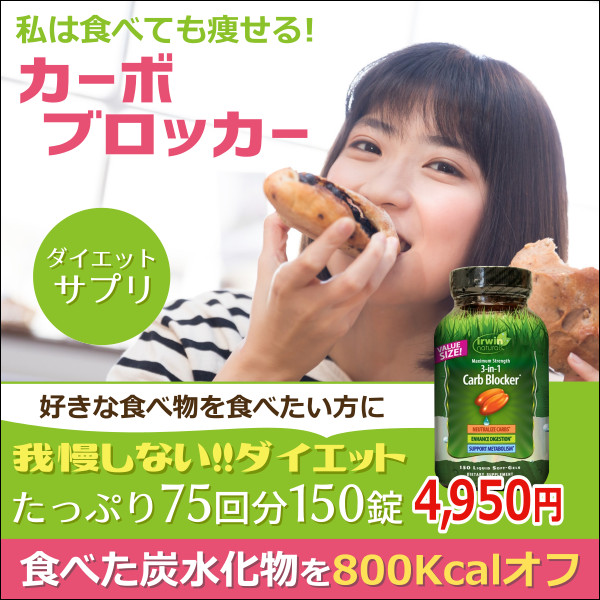 私は食べても痩せる!
カーボ
ブロッカー
ダイエット
サプリ
VALUE
SIZE!
irwin
naturals
Maximum Strength
3-in-1
Carb Blocker
NEUTRALIZE CARBS*
ENHANCE DIGESTION*
SUPPORT METABOLISM*
150 Liquid Soft-Gels
DIETARY SUPPLEMENT
好きな食べ物を食べたい方に
我慢しない!!ダイエット
たっぷり75回分150錠
4,950円
食べた炭水化物を800Kcalオフ